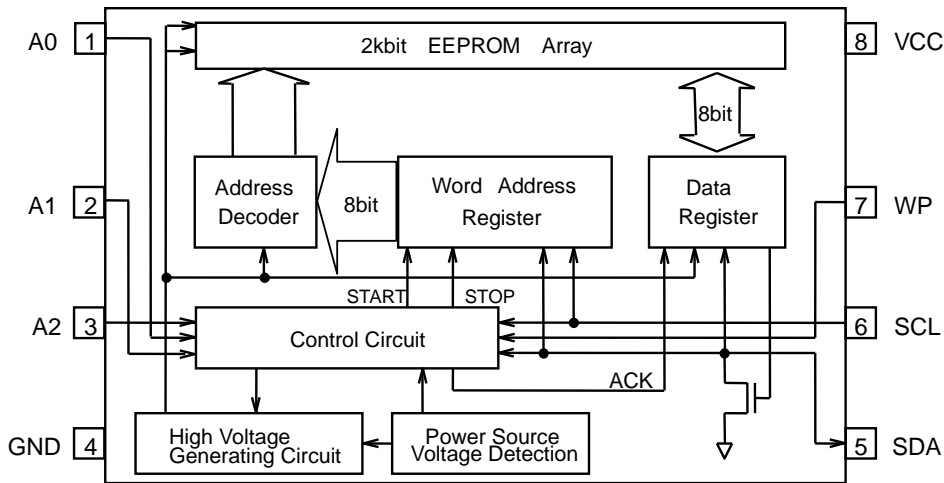 A0 1
2kbit EEPROM Array
8 VCC
8bit
A1 2
Address
Decoder
8bit
Word Address
Register
Data
Register
7 WP
START
STOP
A2 3
Control Circuit
6 SCL
ACK
GND 4
High Voltage
Generating Circuit
Power Source
Voltage Detection
5 SDA